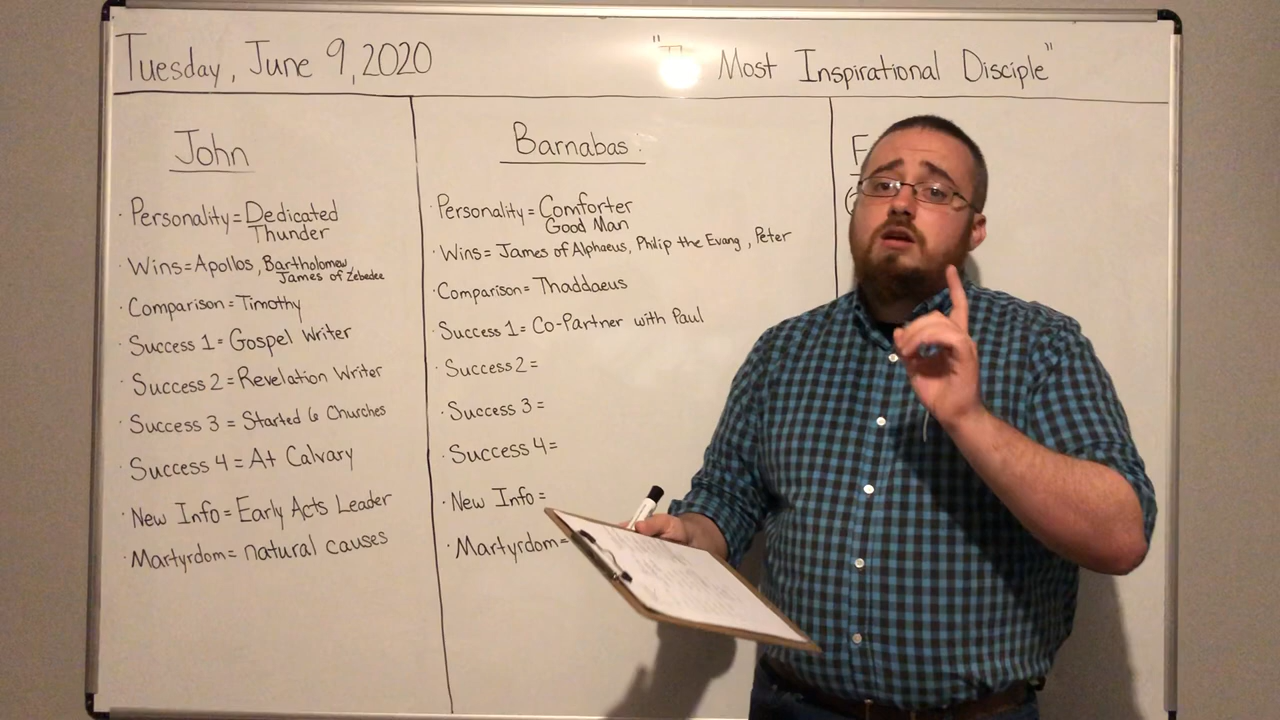 Tuesday, June 9, 2020
" Most Inspirational Disciple"
John
· Personality = Dedicated
Thunder
· Wins = Apollos, Bartholomew,
James of Zebedee
· Comparison = Timothy
· Success 1 = Gospel Writer
· Success 2 = Revelation Writer
· Success 3 = Started 6 Churches
· Success 4 = At Calvary
· New Info = Early Acts Leader
· Martyrdom = natural causes
Barnabas
· Personality = Comforter
Good Man
· Wins = James of Alphaeus, Philip the Evang, Peter
· Comparison = Thaddaeus
· Success 1 = Co-Partner with Paul
· Success 2 =
· Success 3 =
· Success 4 =
· New Info =
· Martyrdom =
F